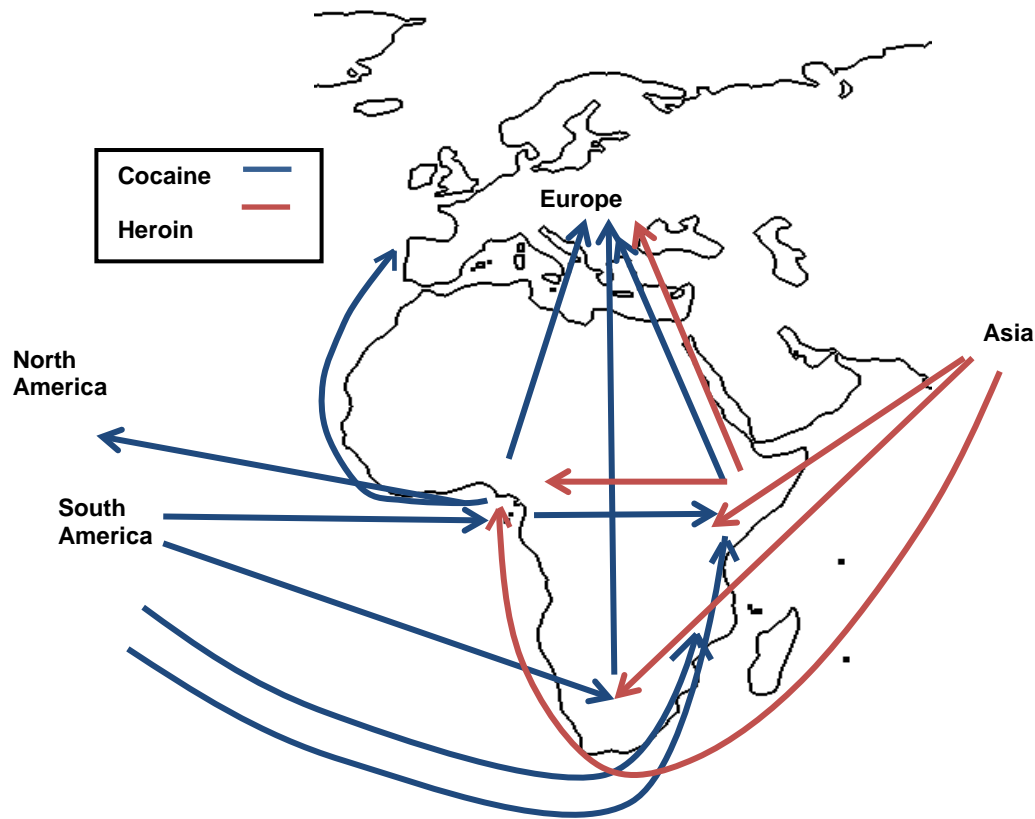 Cocaine
Heroin
Europe
Asia
North
America
South
America